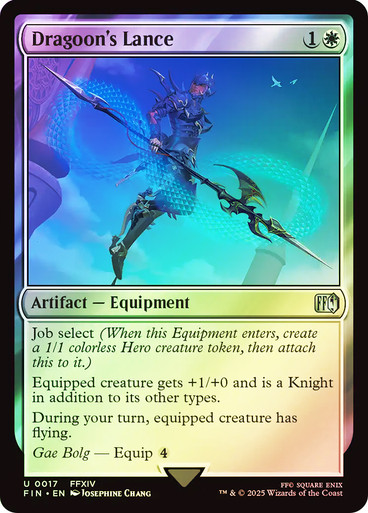 Dragoon's Lance 1
Artifact — Equipment
FFXIV
Job select (When this Equipment enters, create
a 1/1 colorless Hero creature token, then attach
this to it.)
Equipped creature gets +1/+0 and is a Knight
in addition to its other types.
During your turn, equipped creature has
flying.
Gae Bolg — Equip 4
U 0017 FFXIV
FIN • EN Josephine Chang
FF© SQUARE ENIX
™ & © 2025 Wizards of the Coast